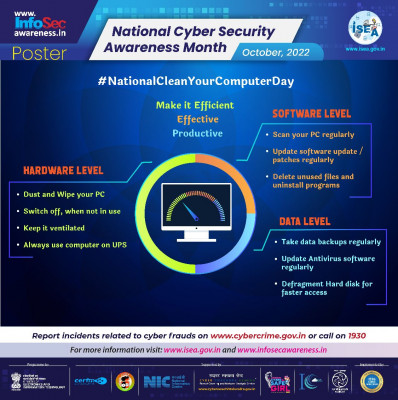 www.
InfoSec
awareness.in
Poster
National Cyber Security
Awareness Month
October, 2022
ISEA
www.isea.gov.in
#NationalCleanYourComputerDay
Make it Efficient
Effective
Productive
SOFTWARE LEVEL
Scan your PC regularly
Update software update /
patches regularly
Delete unused files and
uninstall programs
HARDWARE LEVEL
Dust and Wipe your PC
Switch off, when not in use
Keep it ventilated
Always use computer on UPS
DATA LEVEL
Take data backups regularly
Update Antivirus software
regularly
Defragment Hard disk for
faster access
Report incidents related to cyber frauds on www.cybercrime.gov.in or call on 1930
For more information visit: www.isea.gov.in and www.infosecawareness.in
NIC